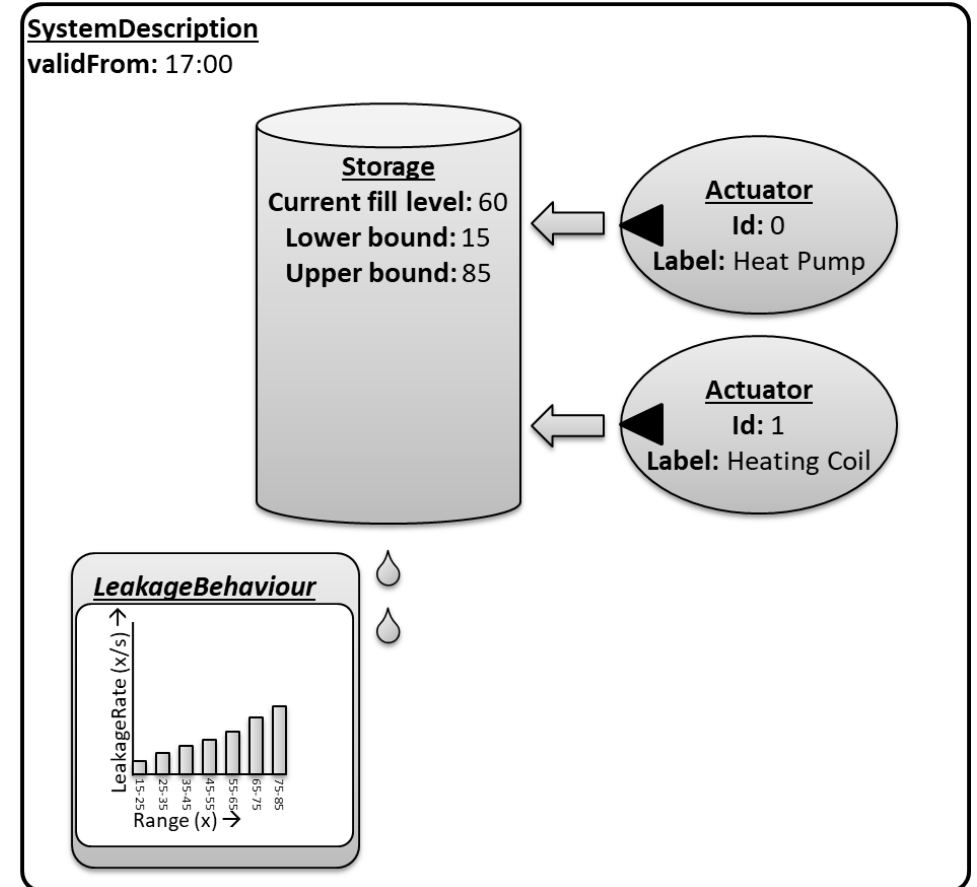 SystemDescription
validFrom: 17:00
Storage
Current fill level: 60
Lower bound: 15
Upper bound: 85
Actuator
Id: 0
Label: Heat Pump
Actuator
Id: 1
Label: Heating Coil
LeakageBehaviour
LeakageRate (x/s) →
15-25
25-35
35-45
45-55
55-65
65-75
75-85
Range (x) →